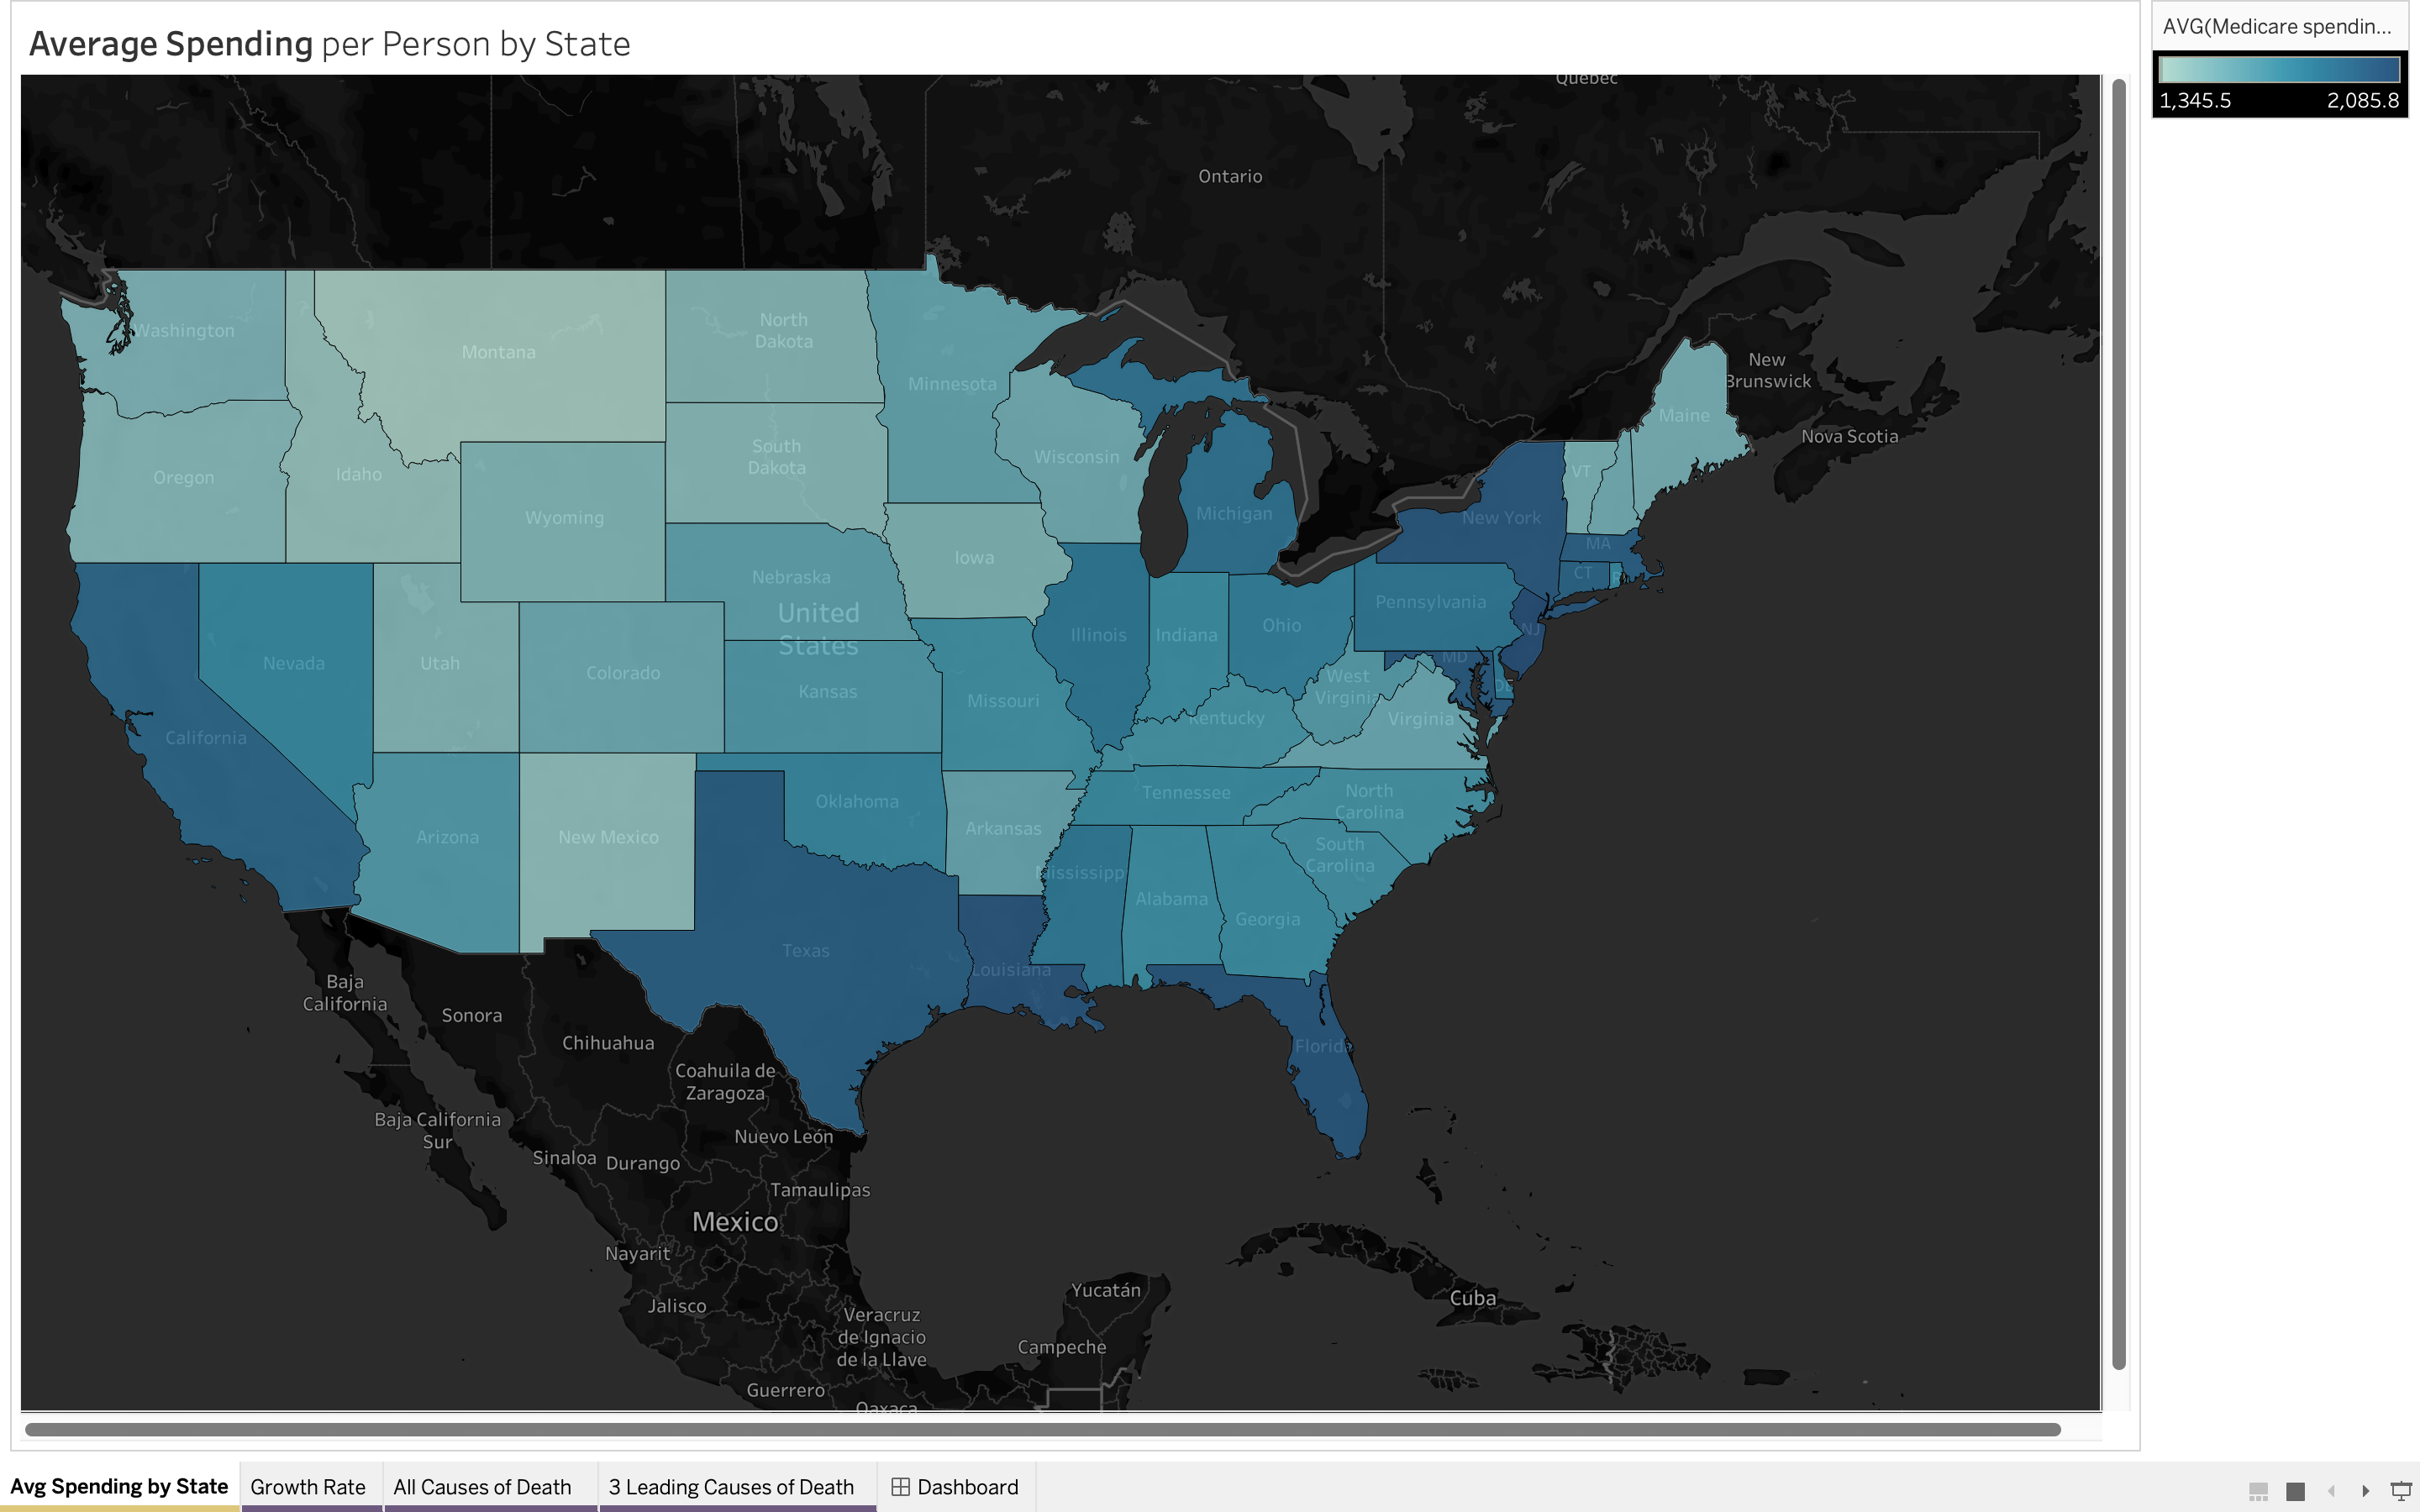 Average Spending per Person by State
AVG(Medicare spendin...
1,345.5 2,085.8
Quebec
Ontario
Washington
Montana
North
Dakota
Minnesota
New
Brunswick
Nova Scotia
Maine
Oregon
Idaho
Wyoming
South
Dakota
Wisconsin
Michigan
New York
VT
MA
CT
Iowa
Nebraska
United
States
Nevada
Utah
Colorado
Kansas
Missouri
Illinois
Indiana
Ohio
Pennsylvania
NJ
MD
DE
West
Virginia
Virginia
Kentucky
California
Arizona
New Mexico
Oklahoma
Arkansas
Tennessee
North
Carolina
South
Carolina
Mississipp
Alabama
Georgia
Texas
Louisiana
Florid
Baja
California
Sonora
Chihuahua
Coahuila de
Zaragoza
Baja California
Sur
Nuevo León
Sinaloa
Durango
Tamaulipas
Mexico
Nayarit
Jalisco
Veracruz
de Ignacio
de la Llave
Yucatán
Campeche
Cuba
Guerrero
Oaxaca
Avg Spending by State
Growth Rate
All Causes of Death
3 Leading Causes of Death
Dashboard